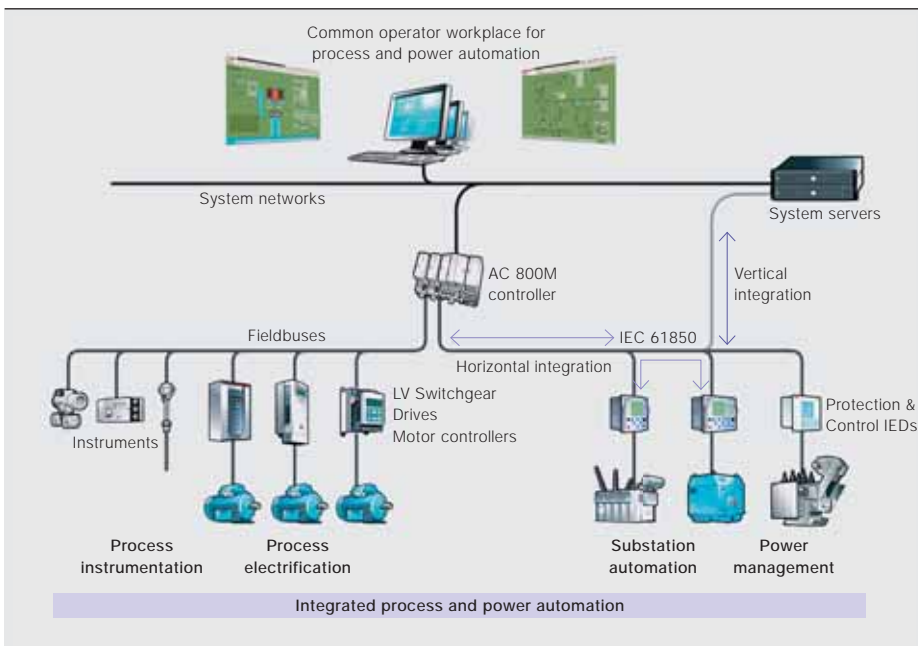 Common operator workplace for
process and power automation
System networks
System servers
AC 800M
controller
Vertical
integration
Fieldbuses
IEC 61850
Horizontal integration
Instruments
LV Switchgear
Drives
Motor controllers
Protection &
Control IEDs
Process
instrumentation
Process
electrification
Substation
automation
Power
management
Integrated process and power automation